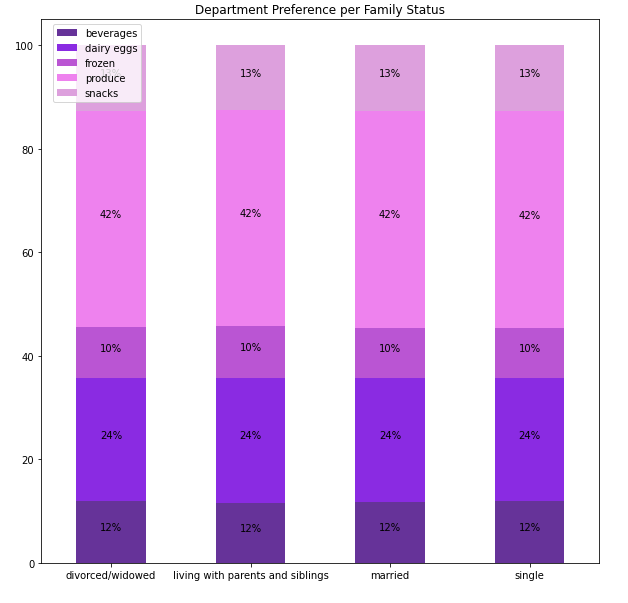 Department Preference per Family Status
beverages
dairy eggs
frozen
produce
snacks
100
80
60
40
20
0
13% 13% 13%
42% 42% 42% 42%
10% 10% 10% 10%
24% 24% 24% 24%
12% 12% 12% 12%
divorced/widowed living with parents and siblings married single